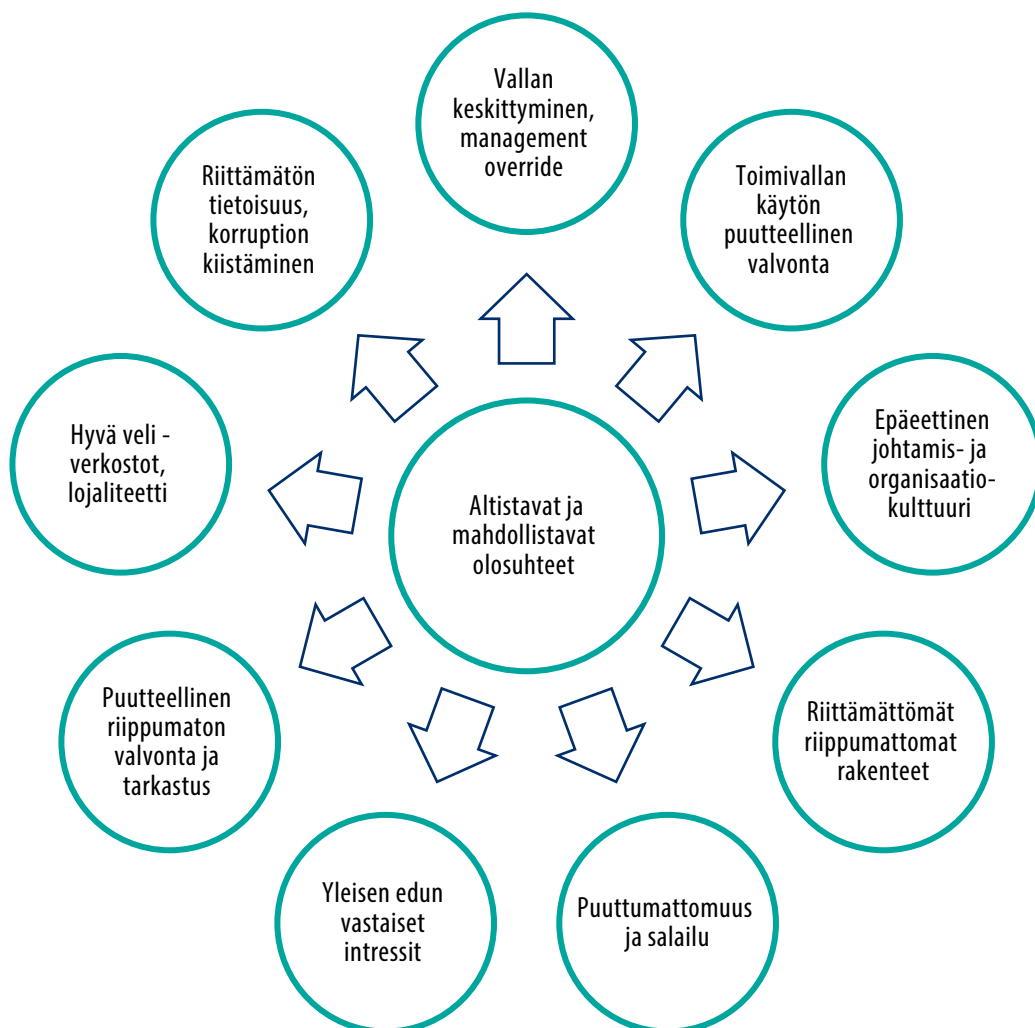 Vallan
keskittyminen,
management
override
Toimivallan
käytön
puutteellinen
valvonta
Epäeettinen
johtamis- ja
organisaatio-
kulttuuri
Riittämättömät
riippumattomat
rakenteet
Puuttumattomuus
ja salailu
Yleisen edun
vastaiset
intressit
Puutteellinen
riippumaton
valvonta ja
tarkastus
Hyvä veli -
verkostot,
lojaliteetti
Riittämätön
tietoisuus,
korruption
kiistäminen
Altistavat ja
mahdollistavat
olosuhteet